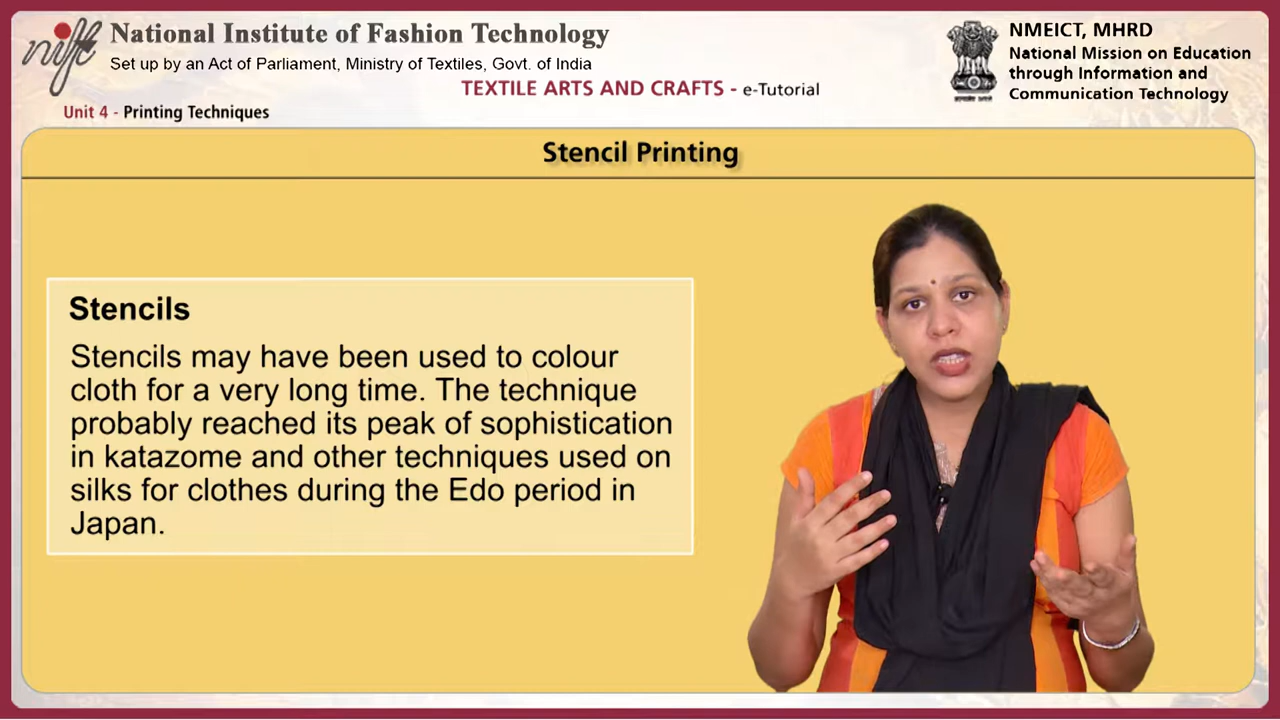 nift
National Institute of Fashion Technology
Set up by an Act of Parliament, Ministry of Textiles, Govt. of India
TEXTILE ARTS AND CRAFTS - e-Tutorial
Unit 4 - Printing Techniques
NMEICT, MHRD
National Mission on Education
through Information and
Communication Technology
Stencil Printing
Stencils
Stencils may have been used to colour
cloth for a very long time. The technique
probably reached its peak of sophistication
in katazome and other techniques used on
silks for clothes during the Edo period in
Japan.